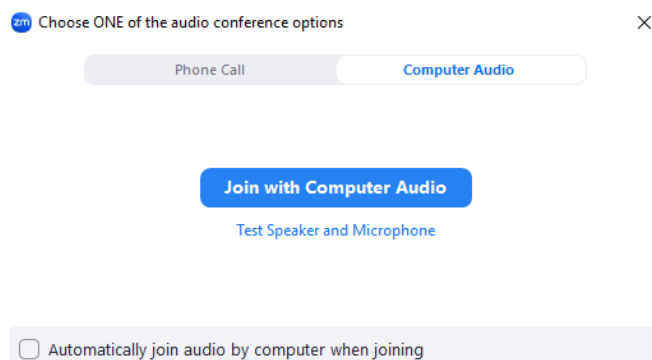 zm Choose ONE of the audio conference options
Phone Call Computer Audio
Join with Computer Audio
Test Speaker and Microphone
Automatically join audio by computer when joining